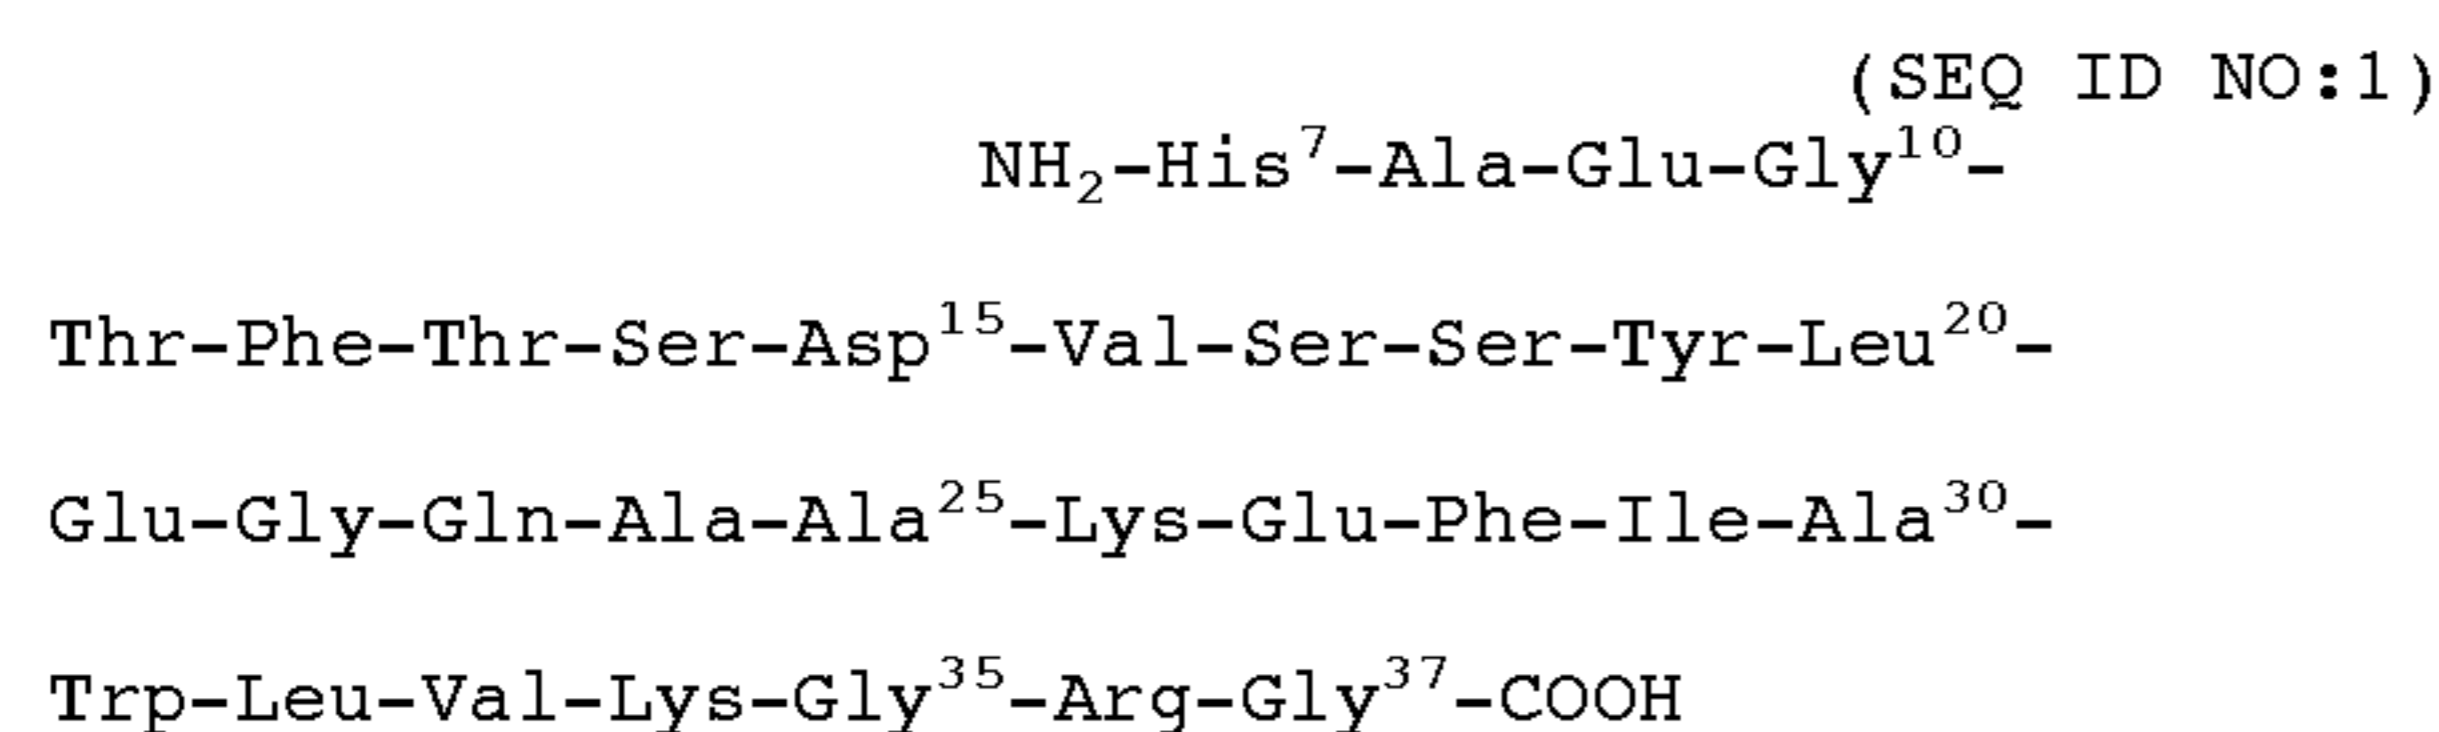 (SEQ ID NO:1)
NH₂-His⁷-Ala-Glu-Gly¹⁰-
Thr-Phe-Thr-Ser-Asp¹⁵-Val-Ser-Ser-Tyr-Leu²⁰-
Glu-Gly-Gln-Ala-Ala²⁵-Lys-Glu-Phe-Ile-Ala³⁰-
Trp-Leu-Val-Lys-Gly³⁵-Arg-Gly³⁷-COOH